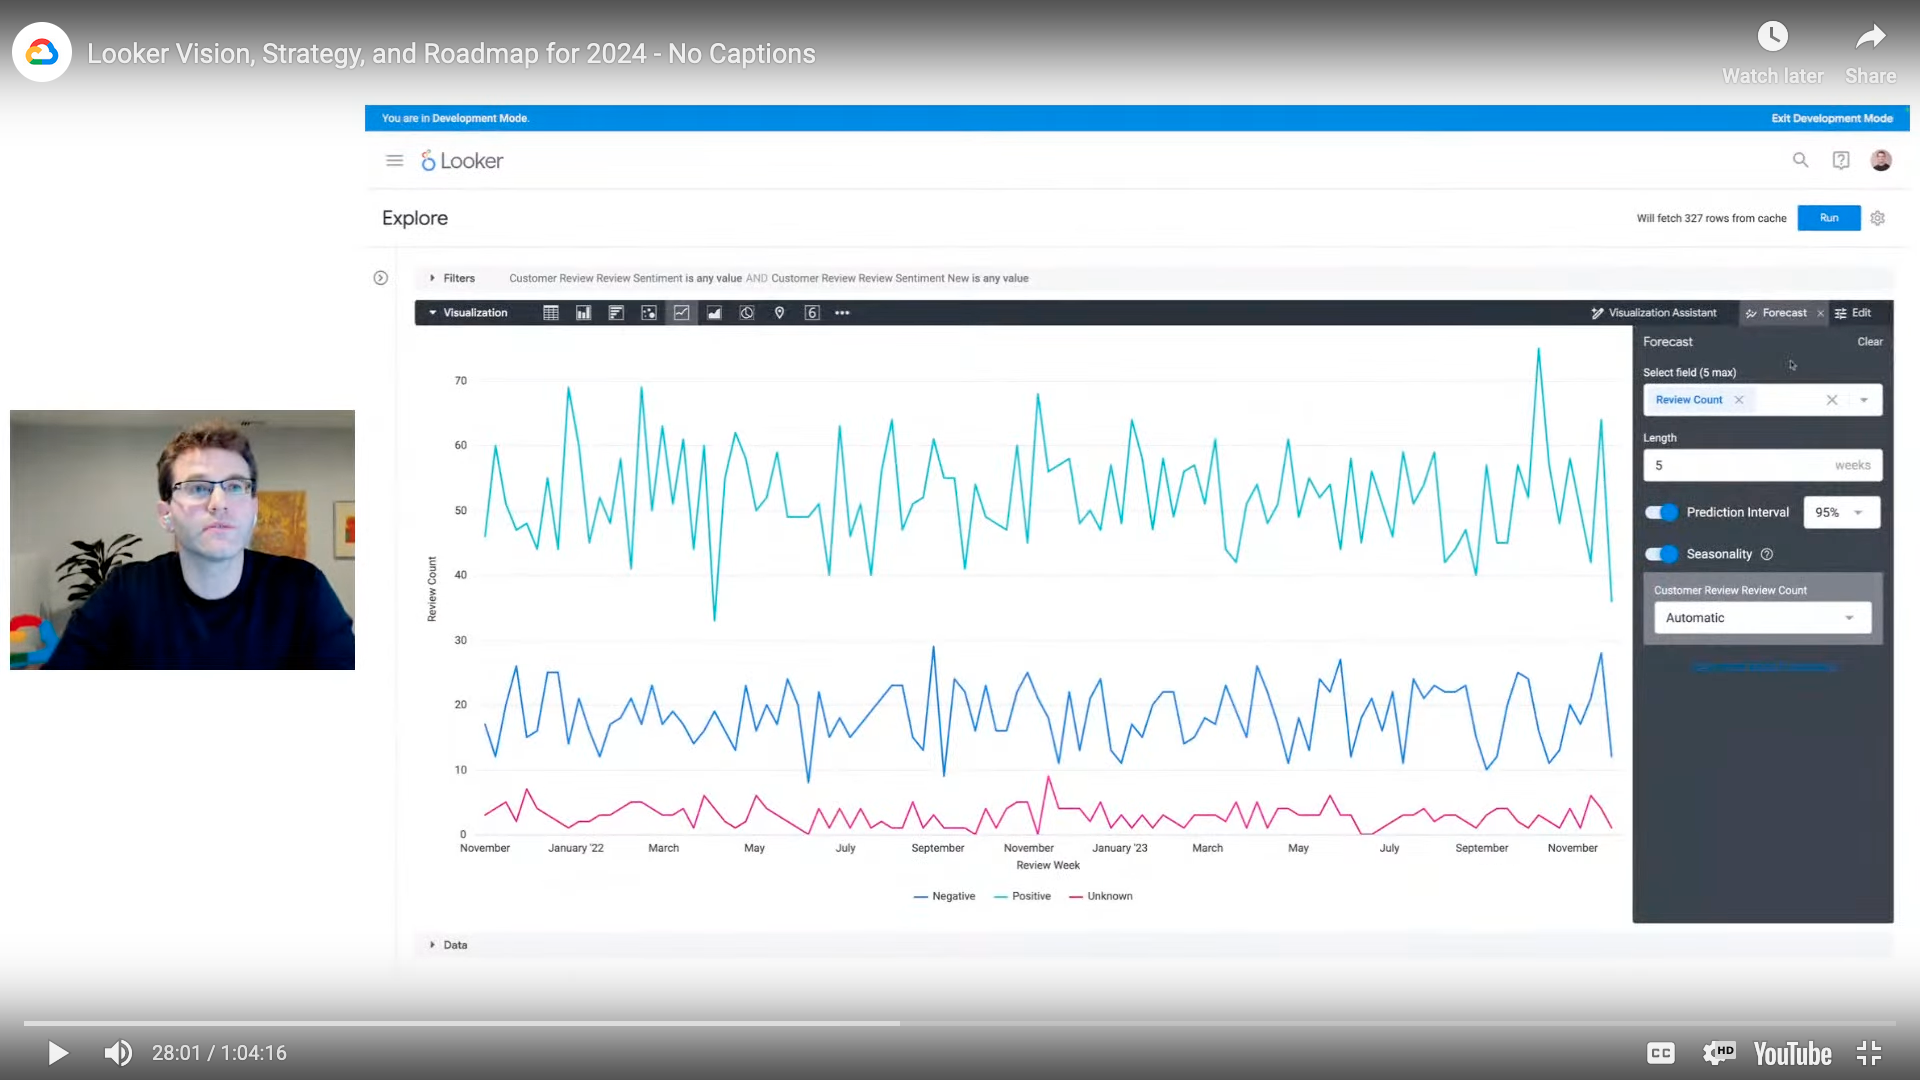 Looker Vision, Strategy, and Roadmap for 2024 - No Captions
Watch later
Share
You are in Development Mode.
Exit Development Mode
Looker
Explore
Will fetch 327 rows from cache
Run
Filters
Customer Review Review Sentiment is any value AND Customer Review Review Sentiment New is any value
Visualization
6
Visualization Assistant
Forecast
Edit
Forecast
Clear
Select field (5 max)
Review Count
Length
5 weeks
Prediction Interval
95%
Seasonality
Customer Review Review Count
Automatic
Review Count
70
60
50
40
30
20
10
0
November
January '22
March
May
July
September
November
January '23
March
May
July
September
November
Review Week
Negative
Positive
Unknown
Data
28:01 / 1:04:16
CC
HD
YouTube